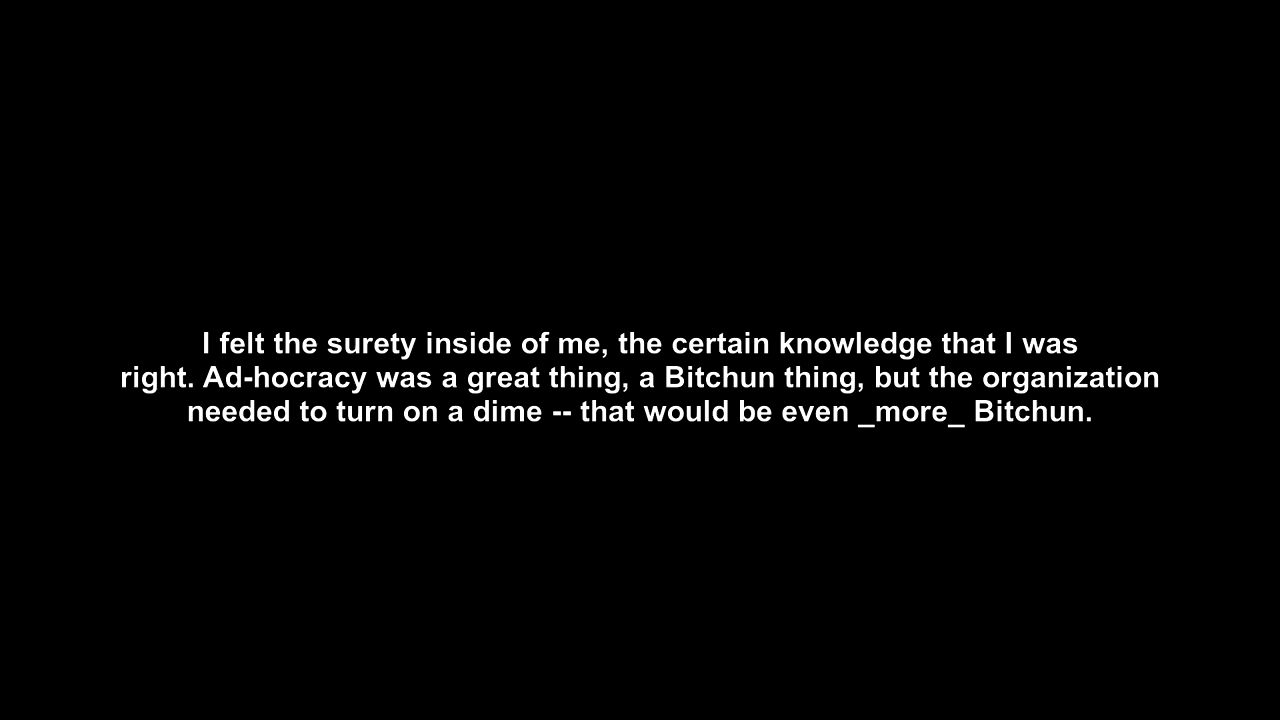 I felt the surety inside of me, the certain knowledge that I was
right. Ad-hocracy was a great thing, a Bitchun thing, but the organization
needed to turn on a dime -- that would be even _more_ Bitchun.